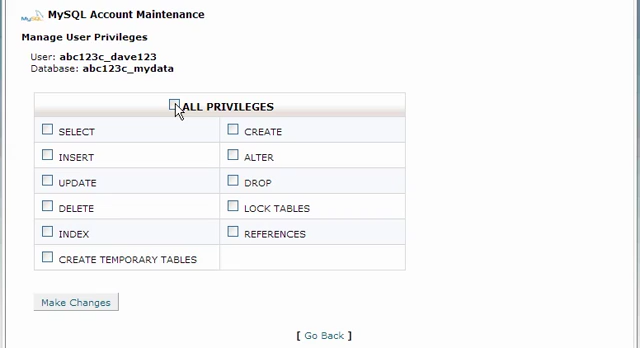 MySQL MySQL Account Maintenance
Manage User Privileges
User: abc123c_dave123
Database: abc123c_mydata
ALL PRIVILEGES
SELECT CREATE
INSERT ALTER
UPDATE DROP
DELETE LOCK TABLES
INDEX REFERENCES
CREATE TEMPORARY TABLES
Make Changes
[ Go Back ]